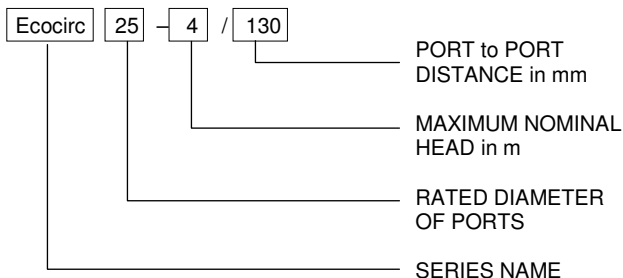 Ecocirc 25 – 4 / 130
PORT to PORT
DISTANCE in mm
MAXIMUM NOMINAL
HEAD in m
RATED DIAMETER
OF PORTS
SERIES NAME